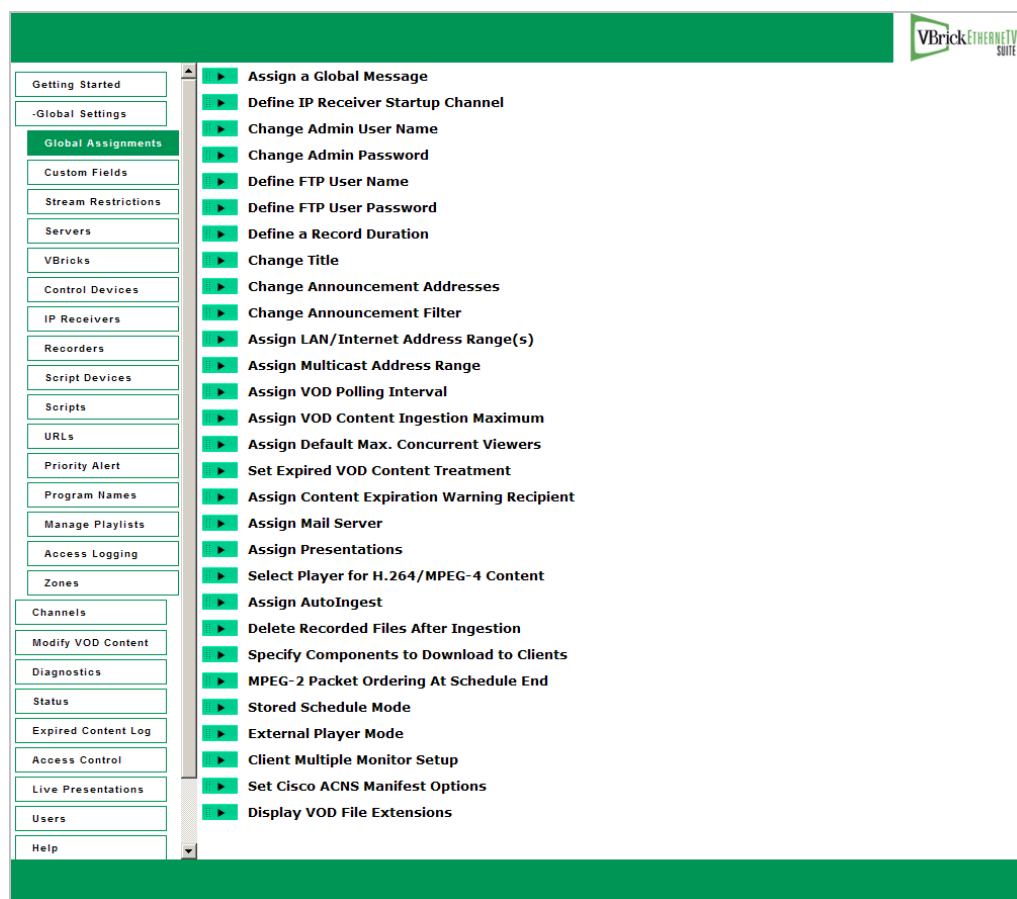 VBrick ETHERNETV
SUITE
Getting Started
-Global Settings
Global Assignments
Custom Fields
Stream Restrictions
Servers
VBricks
Control Devices
IP Receivers
Recorders
Script Devices
Scripts
URLs
Priority Alert
Program Names
Manage Playlists
Access Logging
Zones
Channels
Modify VOD Content
Diagnostics
Status
Expired Content Log
Access Control
Live Presentations
Users
Help
Assign a Global Message
Define IP Receiver Startup Channel
Change Admin User Name
Change Admin Password
Define FTP User Name
Define FTP User Password
Define a Record Duration
Change Title
Change Announcement Addresses
Change Announcement Filter
Assign LAN/Internet Address Range(s)
Assign Multicast Address Range
Assign VOD Polling Interval
Assign VOD Content Ingestion Maximum
Assign Default Max. Concurrent Viewers
Set Expired VOD Content Treatment
Assign Content Expiration Warning Recipient
Assign Mail Server
Assign Presentations
Select Player for H.264/MPEG-4 Content
Assign AutoIngest
Delete Recorded Files After Ingestion
Specify Components to Download to Clients
MPEG-2 Packet Ordering At Schedule End
Stored Schedule Mode
External Player Mode
Client Multiple Monitor Setup
Set Cisco ACNS Manifest Options
Display VOD File Extensions